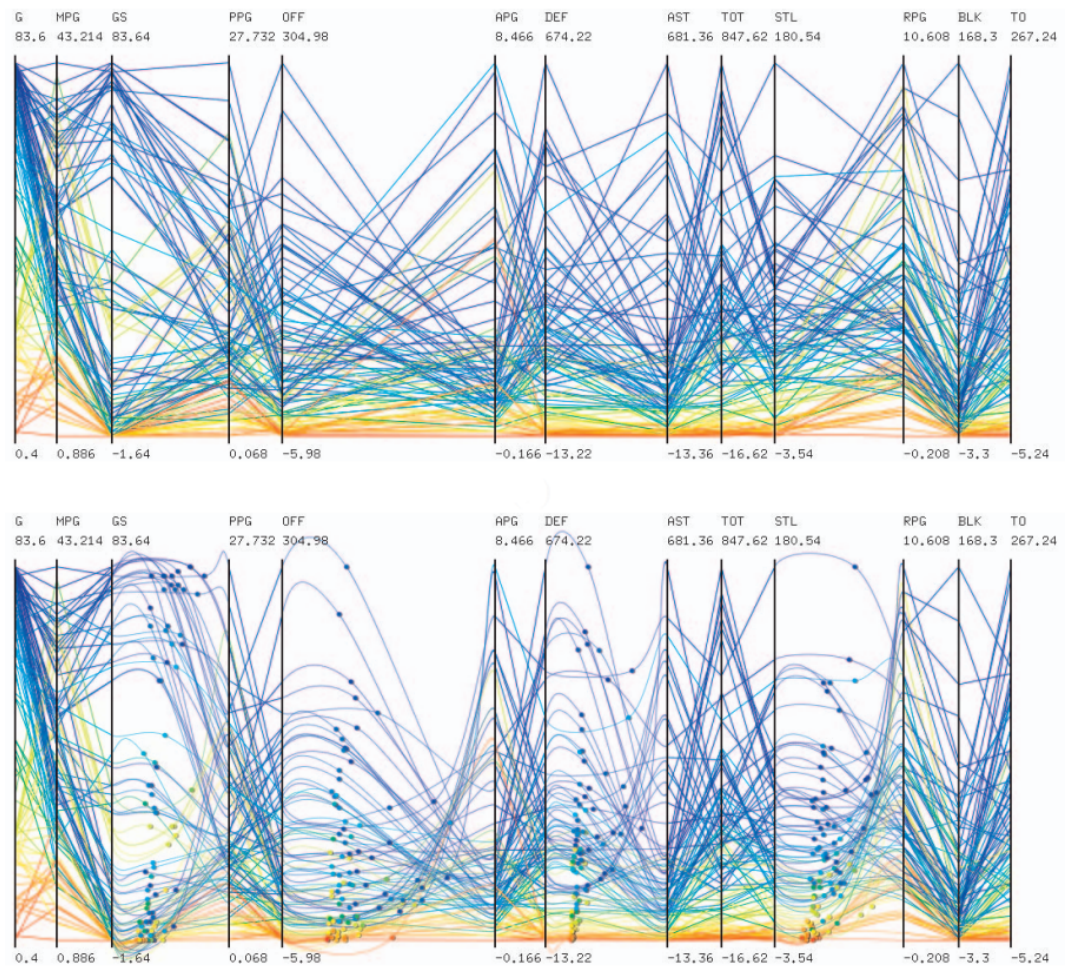 G MPG GS PPG OFF APG DEF AST TOT STL RPG BLK TO
83.6 43.214 83.64 27.732 304.98 8.466 674.22 681.36 847.62 180.54 10.608 168.3 267.24
0.4 0.886 -1.64 0.068 -5.98 -0.166 -13.22 -13.36 -16.62 -3.54 -0.208 -3.3 -5.24
G MPG GS PPG OFF APG DEF AST TOT STL RPG BLK TO
83.6 43.214 83.64 27.732 304.98 8.466 674.22 681.36 847.62 180.54 10.608 168.3 267.24
0.4 0.886 -1.64 0.068 -5.98 -0.166 -13.22 -13.36 -16.62 -3.54 -0.208 -3.3 -5.24